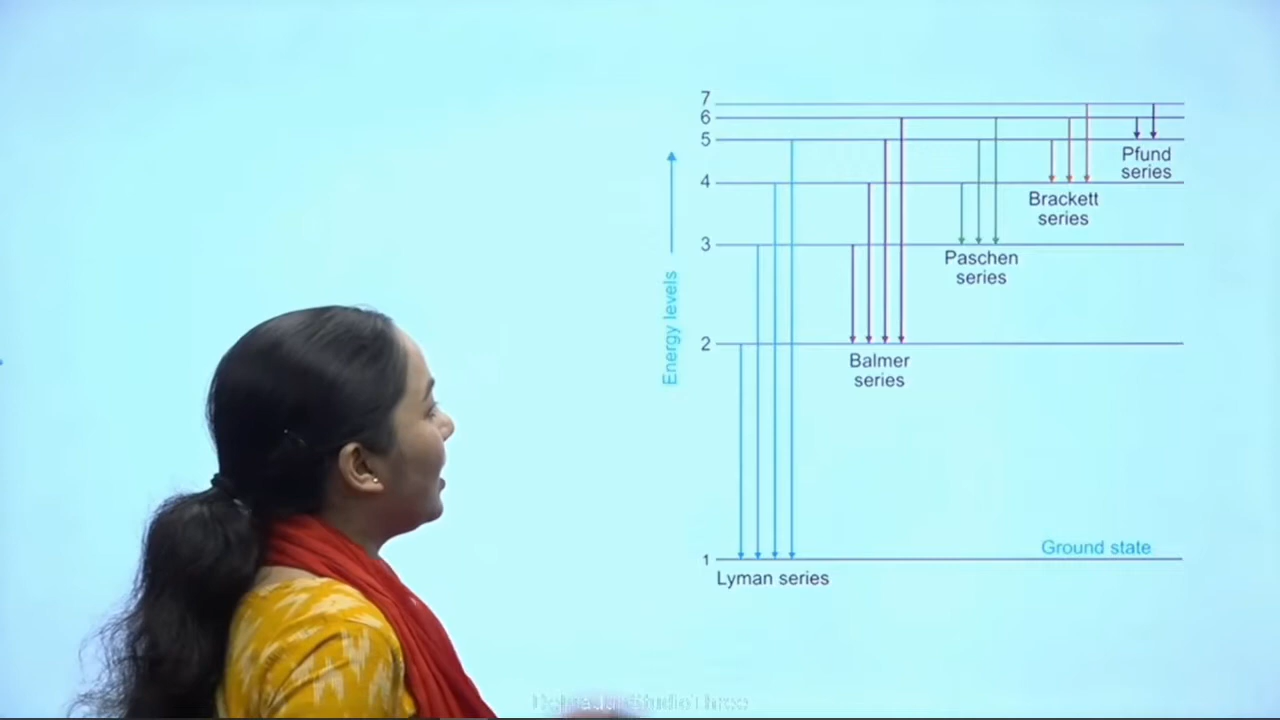 7
6
5
4
3
2
1
Energy levels
Pfund
series
Brackett
series
Paschen
series
Balmer
series
Ground state
Lyman series